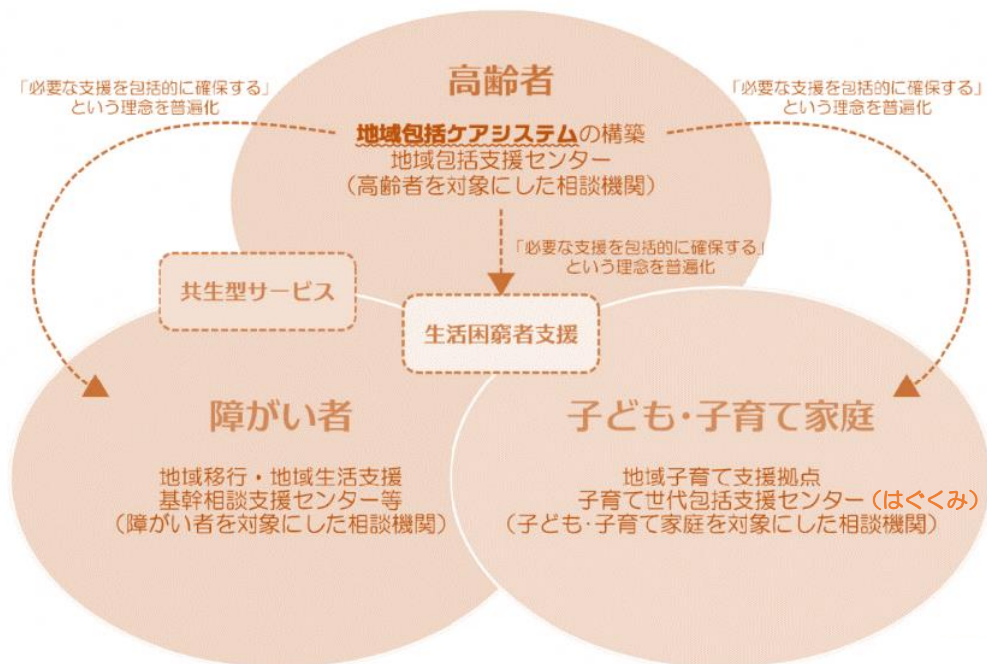 高齢者
「必要な支援を包括的に確保する」
という理念を普遍化
「必要な支援を包括的に確保する」
という理念を普遍化
地域包括ケアシステムの構築
地域包括支援センター
(高齢者を対象にした相談機関)
「必要な支援を包括的に確保する」
という理念を普遍化
共生型サービス
生活困窮者支援
障がい者
地域移行・地域生活支援
基幹相談支援センター等
(障がい者を対象にした相談機関)
子ども・子育て家庭
地域子育て支援拠点
子育て世代包括支援センター(はぐくみ)
(子ども・子育て家庭を対象にした相談機関)